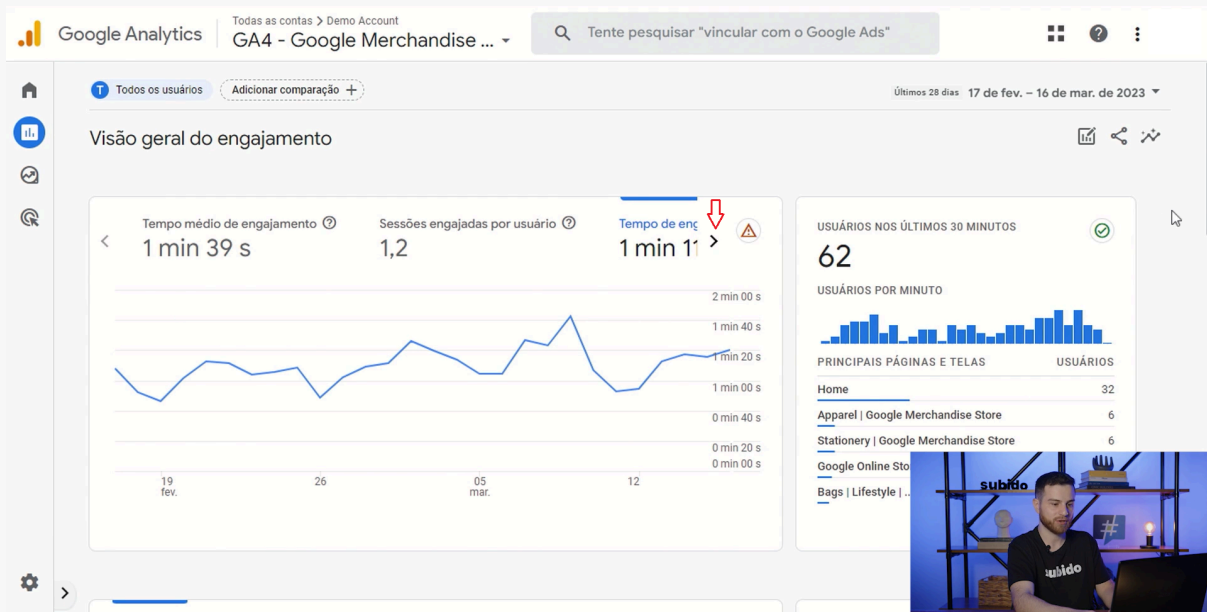 Google Analytics
Todas as contas > Demo Account
GA4 - Google Merchandise ...
Tente pesquisar "vincular com o Google Ads"
T Todos os usuários
Adicionar comparação +
Últimos 28 dias 17 de fev. – 16 de mar. de 2023
Visão geral do engajamento
Tempo médio de engajamento
1 min 39 s
Sessões engajadas por usuário
1,2
Tempo de eng
1 min 11
2 min 00 s
1 min 40 s
1 min 20 s
1 min 00 s
0 min 40 s
0 min 20 s
0 min 00 s
19
fev.
26
05
mar.
12
USUÁRIOS NOS ÚLTIMOS 30 MINUTOS
62
USUÁRIOS POR MINUTO
PRINCIPAIS PÁGINAS E TELAS USUÁRIOS
Home 32
Apparel | Google Merchandise Store 6
Stationery | Google Merchandise Store 6
Google Online Sto
Bags | Lifestyle | ...
subido
#
subido